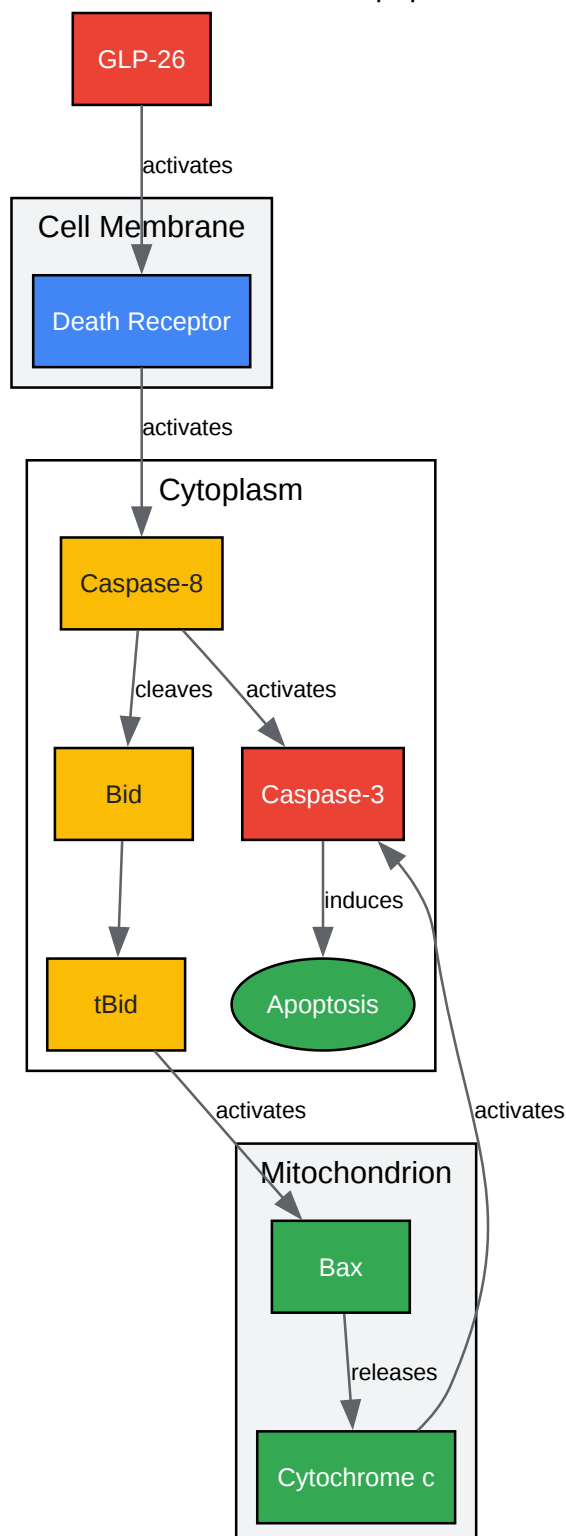 GLP-26
activates
Cell Membrane
Death Receptor
activates
Cytoplasm
Caspase-8
cleaves
activates
Bid
Caspase-3
induces
tBid
Apoptosis
activates
activates
Mitochondrion
Bax
releases
Cytochrome c